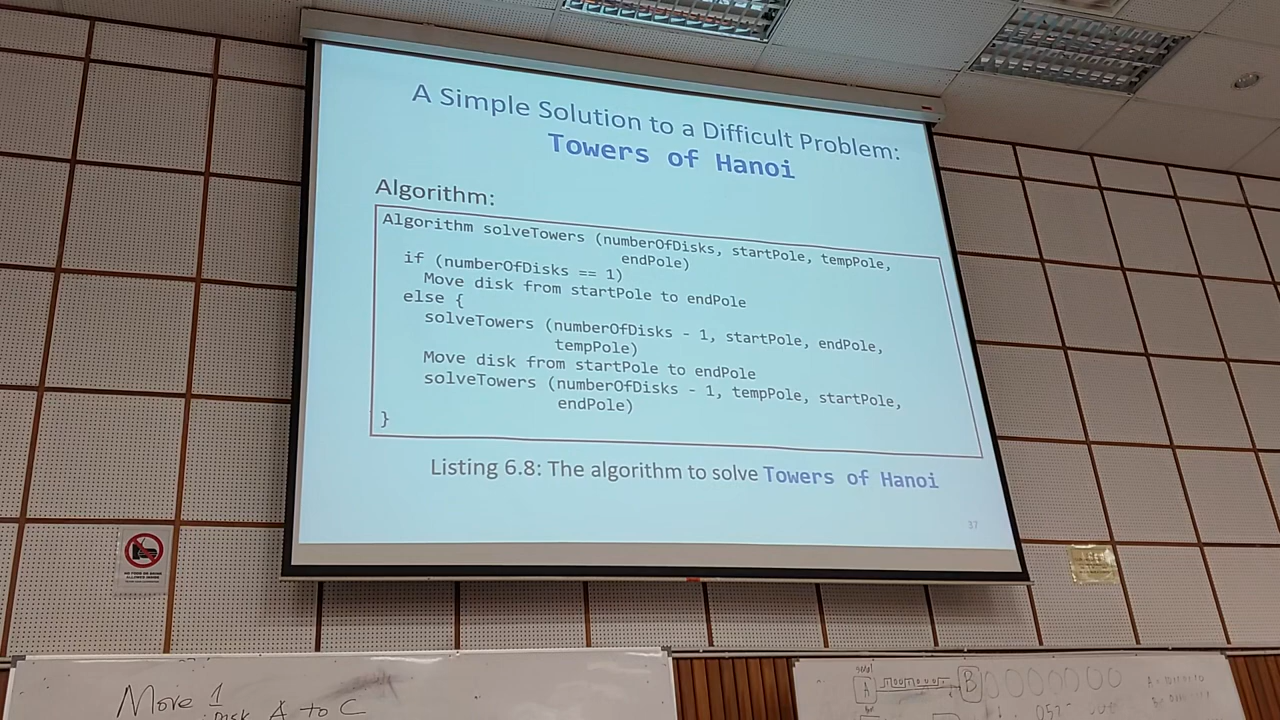 A Simple Solution to a Difficult Problem:
Towers of Hanoi
Algorithm:
Algorithm solveTowers (numberOfDisks, startPole, tempPole,
endPole)
if (numberOfDisks == 1)
Move disk from startPole to endPole
else {
solveTowers (numberOfDisks - 1, startPole, endPole,
tempPole)
Move disk from startPole to endPole
solveTowers (numberOfDisks - 1, tempPole, startPole,
endPole)
}
Listing 6.8: The algorithm to solve Towers of Hanoi
37
Move 1
Disk A to C
A
B